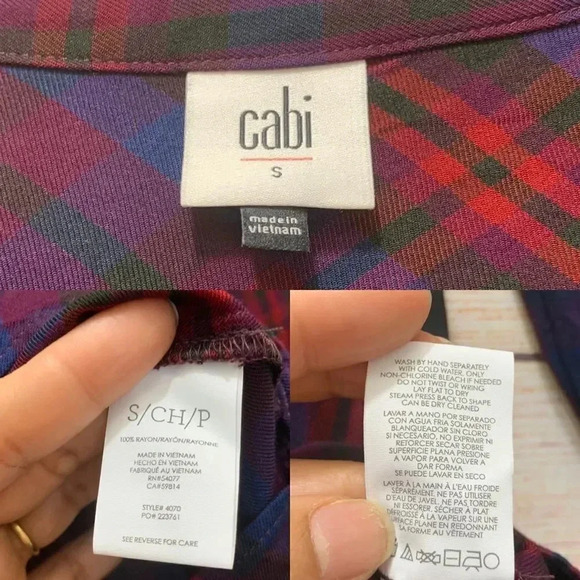 cabi
S
made in
vietnam
S/CH/P
100% RAYON/RAYÓN/RAYONNE
MADE IN VIETNAM
HECHO EN VIETNAM
FABRIQUÉ AU VIETNAM
RN#54077
CA#59814
STYLE# 4070
PO# 223761
SEE REVERSE FOR CARE
WASH BY HAND SEPARATELY
WITH COLD WATER, ONLY
NON-CHLORINE BLEACH IF NEEDED
DO NOT TWIST OR WRING
LAY FLAT TO DRY
STEAM PRESS BACK TO SHAPE
CAN BE DRY CLEANED
LAVAR A MANO POR SEPARADO
CON AGUA FRIA SOLAMENTE
BLANQUEADOR SIN CLORO
SI NECESARIO, NO EXPRIMIR NI
RETORCER SECAR SOBRE
SUPERFICIE PLANA PRESION
A VAPOR PARA VOLVER A
DAR FORMA
SE PUEDE LAVAR EN SECO
LAVER À LA MAIN À L'EAU FROIDE
SÉPARÉMENT. NE PAS UTILISER
D'EAU DE JAVEL. NE PAS TORDRE
SÉCHER À PLAT
DÉFROISSÉ À LA VAPEUR
SUR PLANE EN REDONNANT
LA FORME AU VÊTEMENT